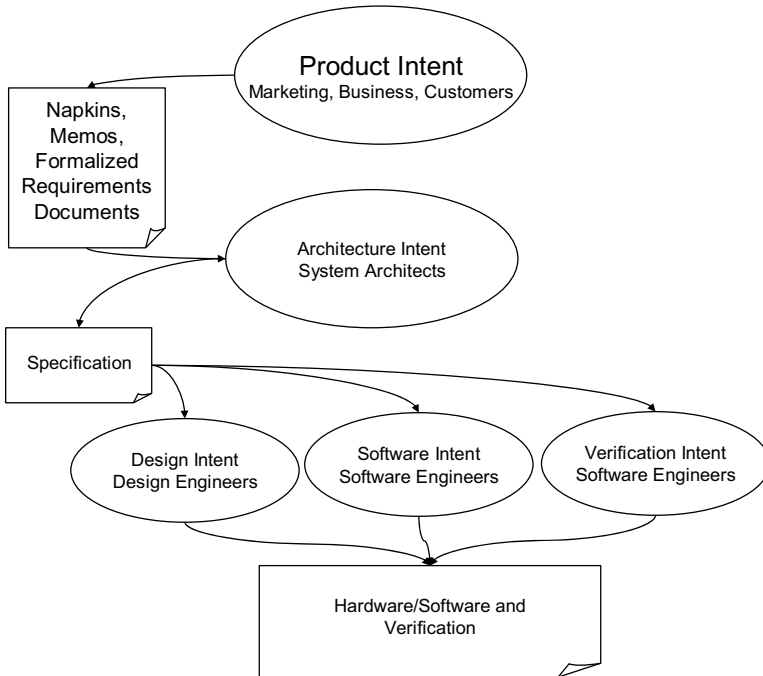 Product Intent
Marketing, Business, Customers
Napkins,
Memos,
Formalized
Requirements
Documents
Architecture Intent
System Architects
Specification
Design Intent
Design Engineers
Software Intent
Software Engineers
Verification Intent
Software Engineers
Hardware/Software and
Verification